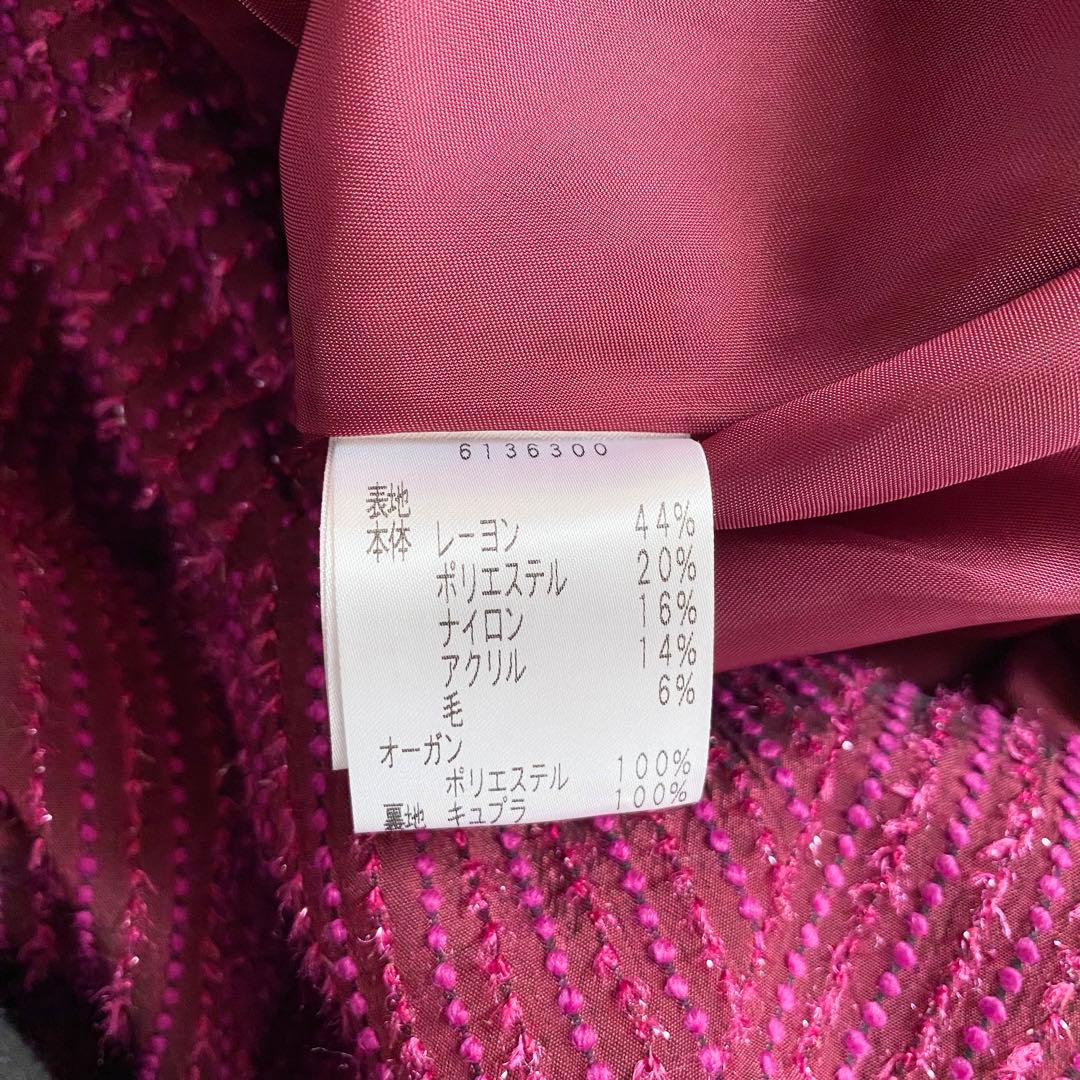 6136300
表地
本体 レーヨン 44%
ポリエステル 20%
ナイロン 16%
アクリル 14%
毛 6%
オーガン
ポリエステル 100%
裏地 キュプラ 100%